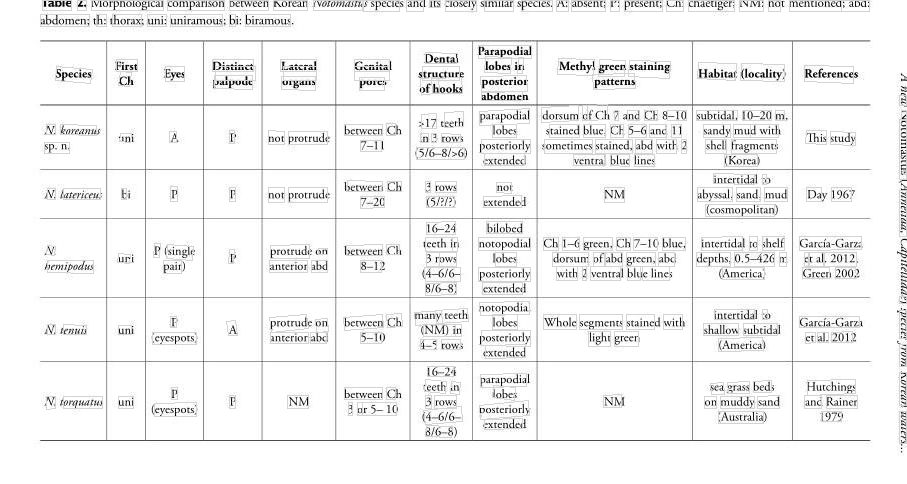 Table 2. Morphological comparison between Korean Notomastus species and its closely similar species. A: absent; P: present; Ch: chaetiger; NM: not mentioned; abd:
abdomen; th: thorax; uni: uniramous; bi: biramous.
Species
First
Ch
Eyes
Distinct
palpode
Lateral
organs
Genital
pores
Dental
structure
of hooks
Parapodial
lobes in
posterior
abdomen
Methyl green staining
patterns
Habitat (locality)
References
N. koreanus
sp. n.
uni
A
P
not protrude
between Ch
7–11
>17 teeth
in 3 rows
(5/6–8/>6)
parapodial
lobes
posteriorly
extended
dorsum of Ch 7 and Ch 8–10
stained blue, Ch 5–6 and 11
sometimes stained, abd with 2
ventral blue lines
subtidal, 10–20 m,
sandy mud with
shell fragments
(Korea)
This study
N. latericeus
bi
P
P
not protrude
between Ch
7–20
3 rows
(5/?/?)
not
extended
NM
intertidal to
abyssal, sand, mud
(cosmopolitan)
Day 1967
N.
hemipodus
uni
P (single
pair)
P
protrude on
anterior abd
between Ch
8–12
16–24
teeth in
3 rows
(4–6/6–
8/6–8)
bilobed
notopodial
lobes
posteriorly
extended
Ch 1–6 green, Ch 7–10 blue,
dorsum of abd green, abd
with 2 ventral blue lines
intertidal to shelf
depths, 0.5–426 m
(America)
García-Garza
et al. 2012,
Green 2002
N. tenuis
uni
P
(eyespots)
A
protrude on
anterior abd
between Ch
5–10
many teeth
(NM) in
4–5 rows
notopodial
lobes
posteriorly
extended
Whole segments stained with
light green
intertidal to
shallow subtidal
(America)
García-Garza
et al. 2012
N. torquatus
uni
P
(eyespots)
P
NM
between Ch
3 or 5– 10
16–24
teeth in
3 rows
(4–6/6–
8/6–8)
parapodial
lobes
posteriorly
extended
NM
sea grass beds
on muddy sand
(Australia)
Hutchings
and Rainer
1979
A new Notomastus (Annelida, Capitellidae) species from Korean waters...